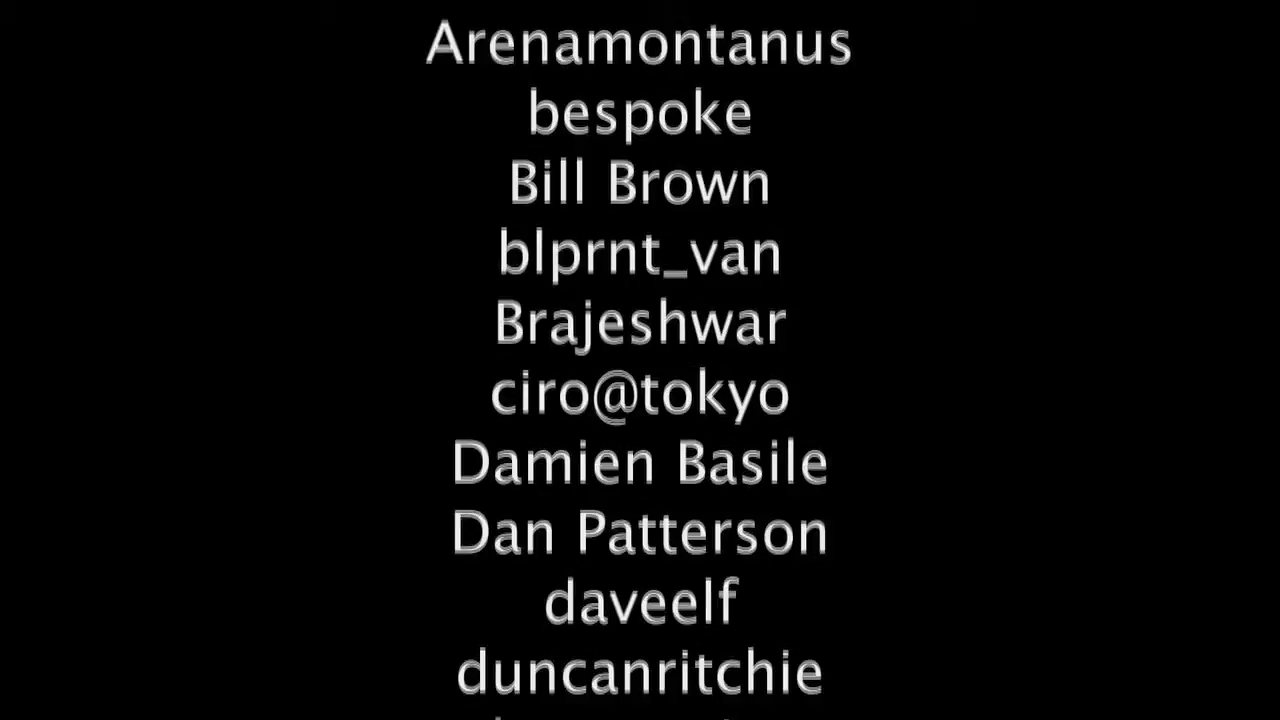 Arenamontanus
bespoke
Bill Brown
blprnt_van
Brajeshwar
ciro@tokyo
Damien Basile
Dan Patterson
daveelf
duncanritchie